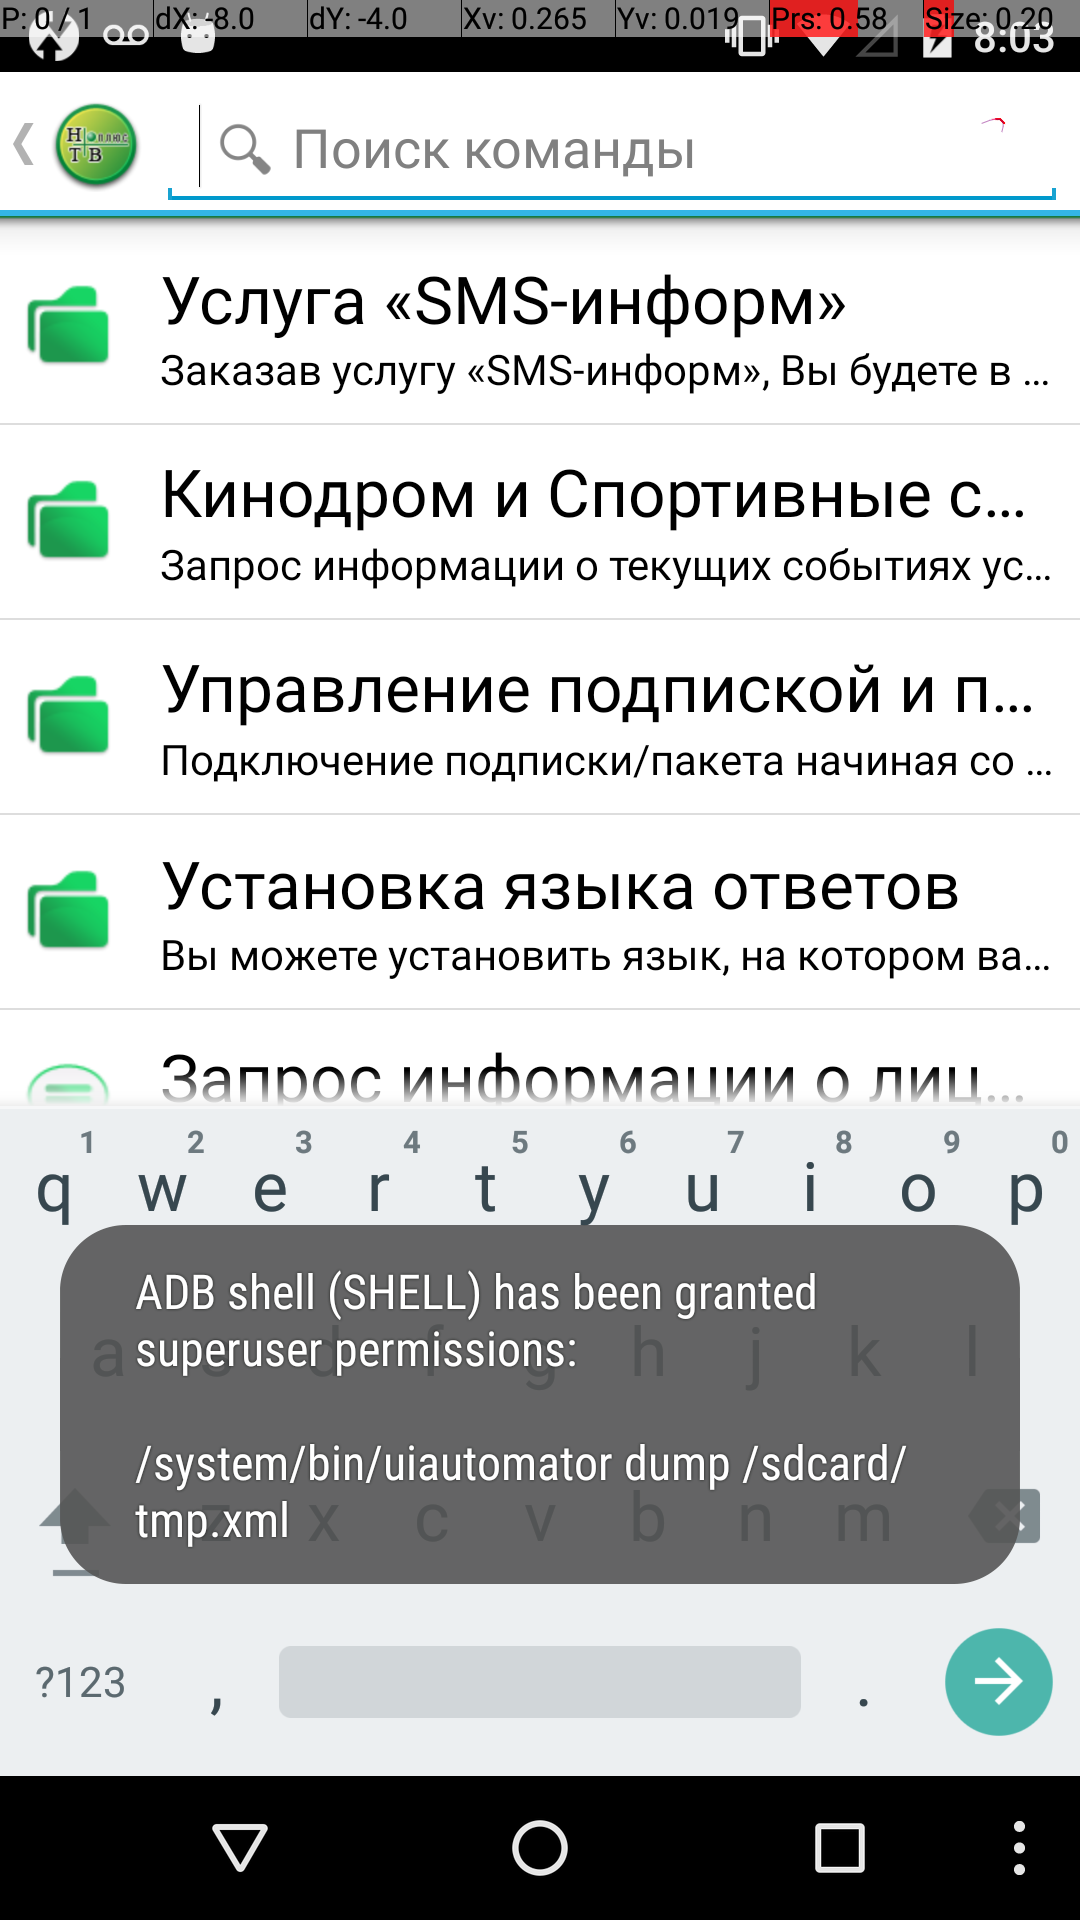 P: 0 / 1 dX: -8.0 dY: -4.0 Xv: 0.265 Yv: 0.019 Prs: 0.58 Size: 0.20
8:03
Н ПЛЮС
ТВ
Поиск команды
Услуга «SMS-информ»
Заказав услугу «SMS-информ», Вы будете в ...
Кинодром и Спортивные с...
Запрос информации о текущих событиях ус...
Управление подпиской и п...
Подключение подписки/пакета начиная со ...
Установка языка ответов
Вы можете установить язык, на котором ва...
Запрос информации о лиц...
1 2 3 4 5 6 7 8 9 0
q w e r t y u i o p
ADB shell (SHELL) has been granted
superuser permissions:
a s d f g h j k l
/system/bin/uiautomator dump /sdcard/
tmp.xml
z x c v b n m
?123 , .